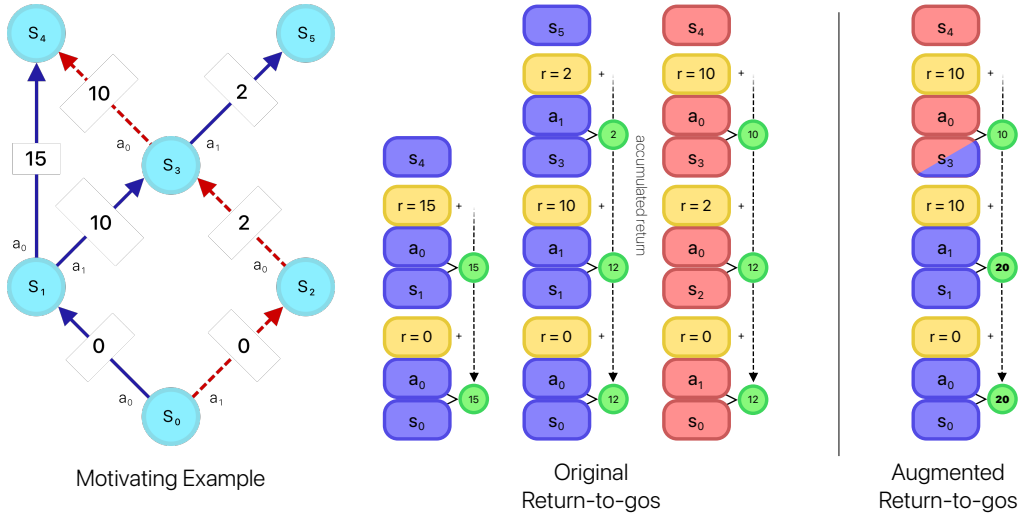 S₄
S₅
10
2
a₀
a₁
15
S₃
10
2
a₀
a₁
a₀
S₁
S₂
0
0
a₀
a₁
S₀
Motivating Example
s₄
r = 15 +
a₀
15
s₁
r = 0 +
a₀
15
s₀
s₅
r = 2 +
a₁
2
s₃
r = 10 +
a₁
12
s₁
r = 0 +
a₀
12
s₀
accumulated return
s₄
r = 10 +
a₀
10
s₃
r = 2 +
a₀
12
s₂
r = 0 +
a₁
12
s₀
Original
Return-to-gos
s₄
r = 10 +
a₀
10
s₃
r = 10 +
a₁
20
s₁
r = 0 +
a₀
20
s₀
Augmented
Return-to-gos